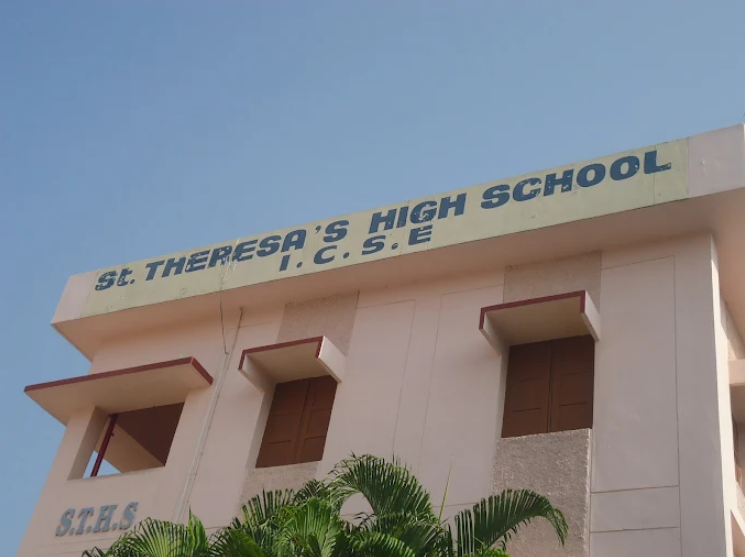 St. THERESA'S HIGH SCHOOL
I.C.S.E
S.T.H.S